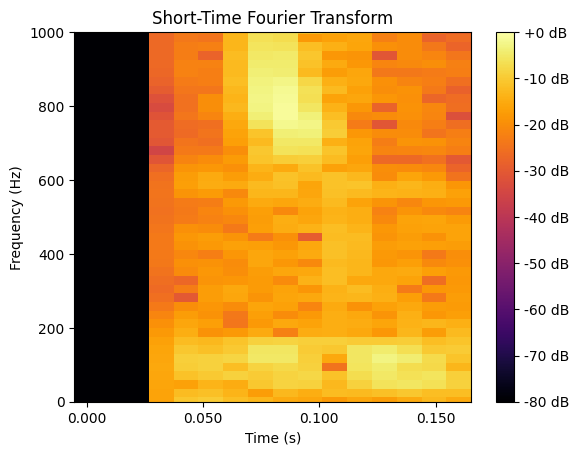 Short-Time Fourier Transform
1000
800
600
400
200
0
Frequency (Hz)
0.000
0.050
0.100
0.150
Time (s)
+0 dB
-10 dB
-20 dB
-30 dB
-40 dB
-50 dB
-60 dB
-70 dB
-80 dB